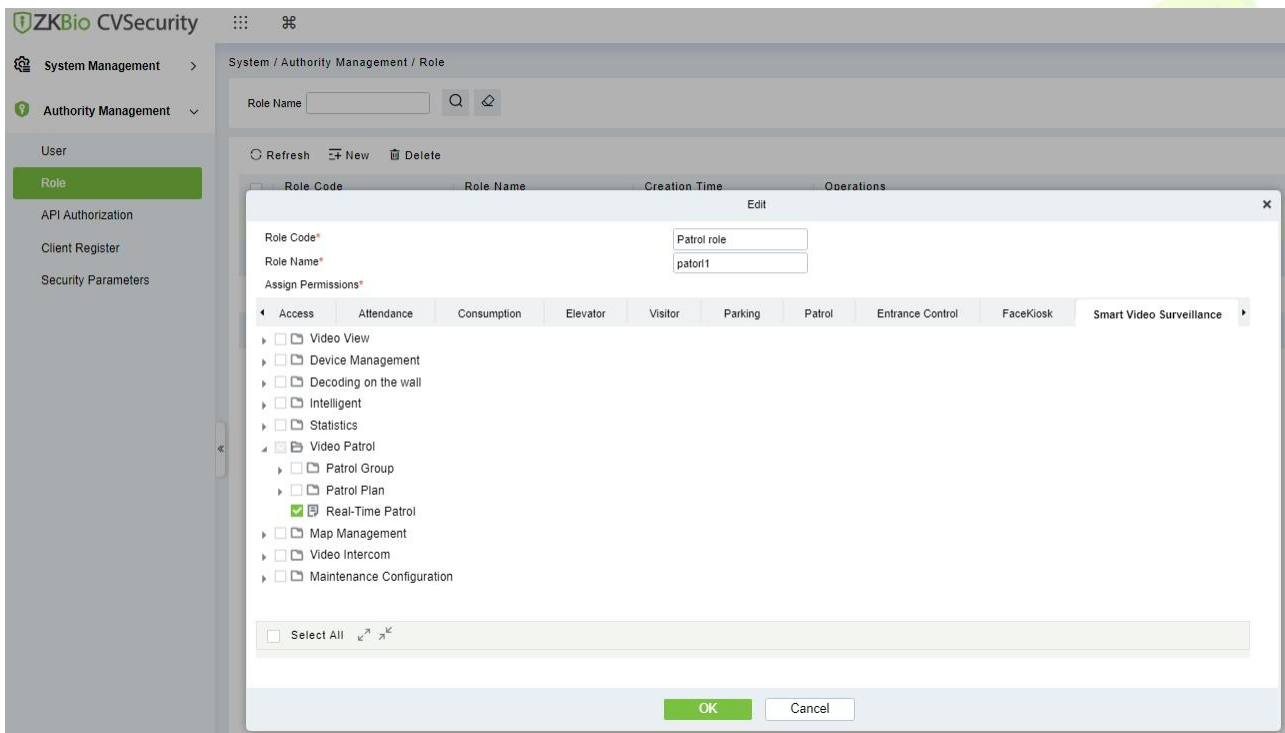 ZKBio CVSecurity
System Management
System / Authority Management / Role
Authority Management
Role Name
User
Refresh New Delete
Role
Role Code Role Name Creation Time Operations
API Authorization
Client Register
Security Parameters
Edit
Role Code* Patrol role
Role Name* patorl1
Assign Permissions*
Access Attendance Consumption Elevator Visitor Parking Patrol Entrance Control FaceKiosk Smart Video Surveillance
Video View
Device Management
Decoding on the wall
Intelligent
Statistics
Video Patrol
Patrol Group
Patrol Plan
Real-Time Patrol
Map Management
Video Intercom
Maintenance Configuration
Select All
OK Cancel